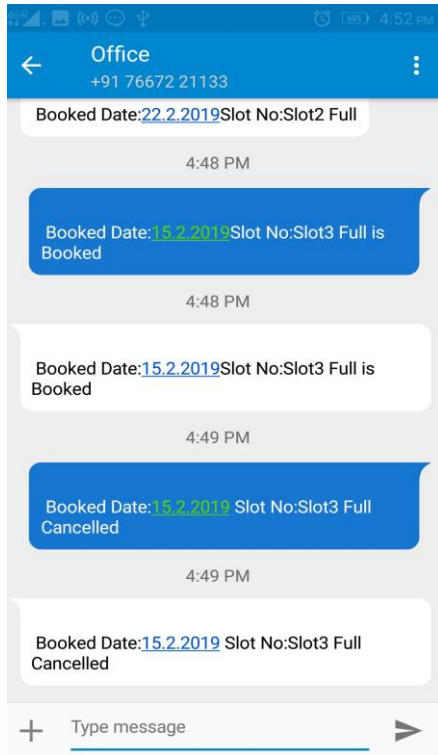 4:52 PM
Office
+91 76672 21133
Booked Date:22.2.2019Slot No:Slot2 Full
4:48 PM
Booked Date:15.2.2019Slot No:Slot3 Full is
Booked
4:48 PM
Booked Date:15.2.2019Slot No:Slot3 Full is
Booked
4:49 PM
Booked Date:15.2.2019 Slot No:Slot3 Full
Cancelled
4:49 PM
Booked Date:15.2.2019 Slot No:Slot3 Full
Cancelled
Type message